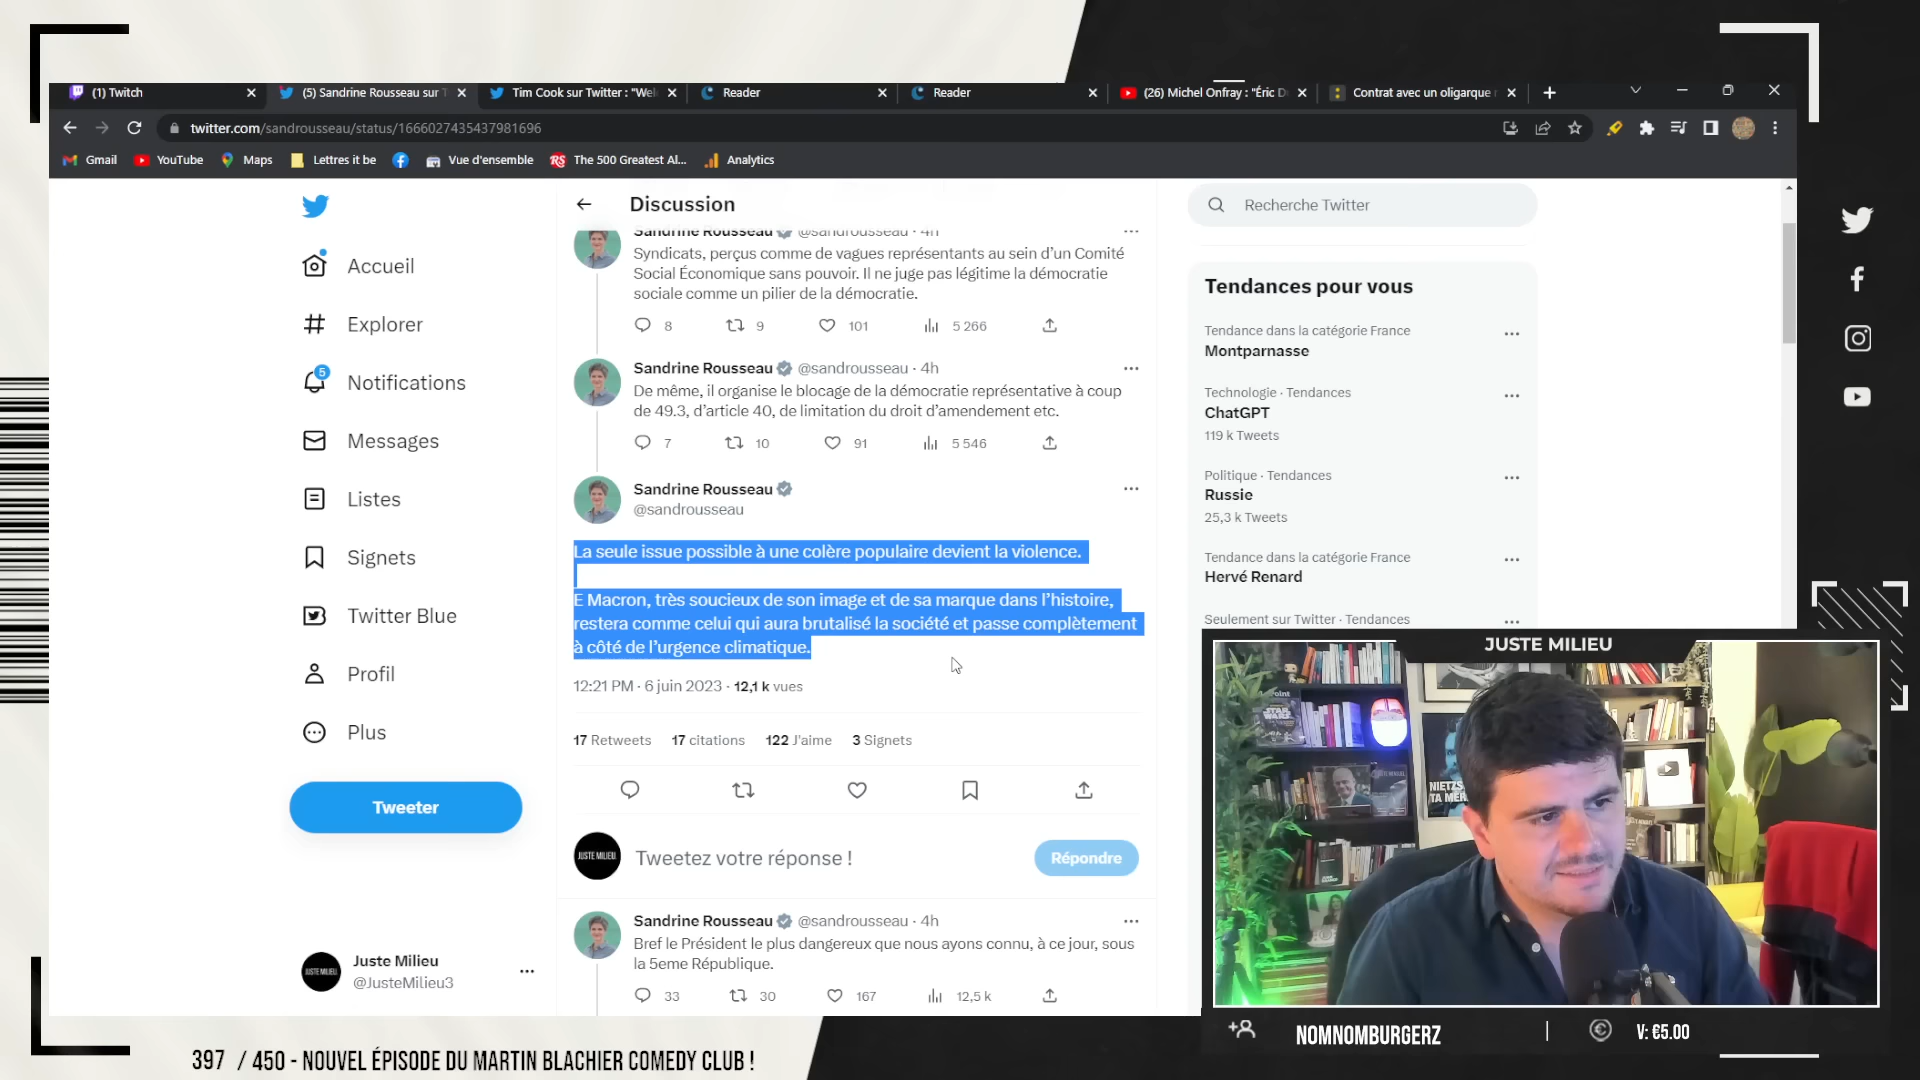 (1) Twitch
(5) Sandrine Rousseau sur T
Tim Cook sur Twitter : "Wel
Reader
Reader
(26) Michel Onfray : "Éric D
Contrat avec un oligarque r
twitter.com/sandrousseau/status/1666027435437981696
Gmail
YouTube
Maps
Lettres it be
Vue d'ensemble
RS The 500 Greatest Al...
Analytics
Discussion
Recherche Twitter
Accueil
Explorer
5
Notifications
Messages
Listes
Signets
Twitter Blue
Profil
Plus
Tweeter
Juste Milieu
@JusteMilieu3
Sandrine Rousseau @sandrousseau · 4h
Syndicats, perçus comme de vagues représentants au sein d'un Comité
Social Économique sans pouvoir. Il ne juge pas légitime la démocratie
sociale comme un pilier de la démocratie.
8 9 101 5 266
Sandrine Rousseau @sandrousseau · 4h
De même, il organise le blocage de la démocratie représentative à coup
de 49.3, d'article 40, de limitation du droit d'amendement etc.
7 10 91 5 546
Sandrine Rousseau
@sandrousseau
La seule issue possible à une colère populaire devient la violence.
E Macron, très soucieux de son image et de sa marque dans l'histoire,
restera comme celui qui aura brutalisé la société et passe complètement
à côté de l'urgence climatique.
12:21 PM · 6 juin 2023 · 12,1 k vues
17 Retweets 17 citations 122 J'aime 3 Signets
JUSTE MILIEU
Tweetez votre réponse !
Répondre
Sandrine Rousseau @sandrousseau · 4h
Bref le Président le plus dangereux que nous ayons connu, à ce jour, sous
la 5eme République.
33 30 167 12,5 k
Tendances pour vous
Tendance dans la catégorie France
Montparnasse
Technologie · Tendances
ChatGPT
119 k Tweets
Politique · Tendances
Russie
25,3 k Tweets
Tendance dans la catégorie France
Hervé Renard
Seulement sur Twitter · Tendances
JUSTE MILIEU
STAR WARS
NIETZS
TA MER
NOMNOMBURGERZ | V: €5.00
397 / 450 - NOUVEL ÉPISODE DU MARTIN BLACHIER COMEDY CLUB !